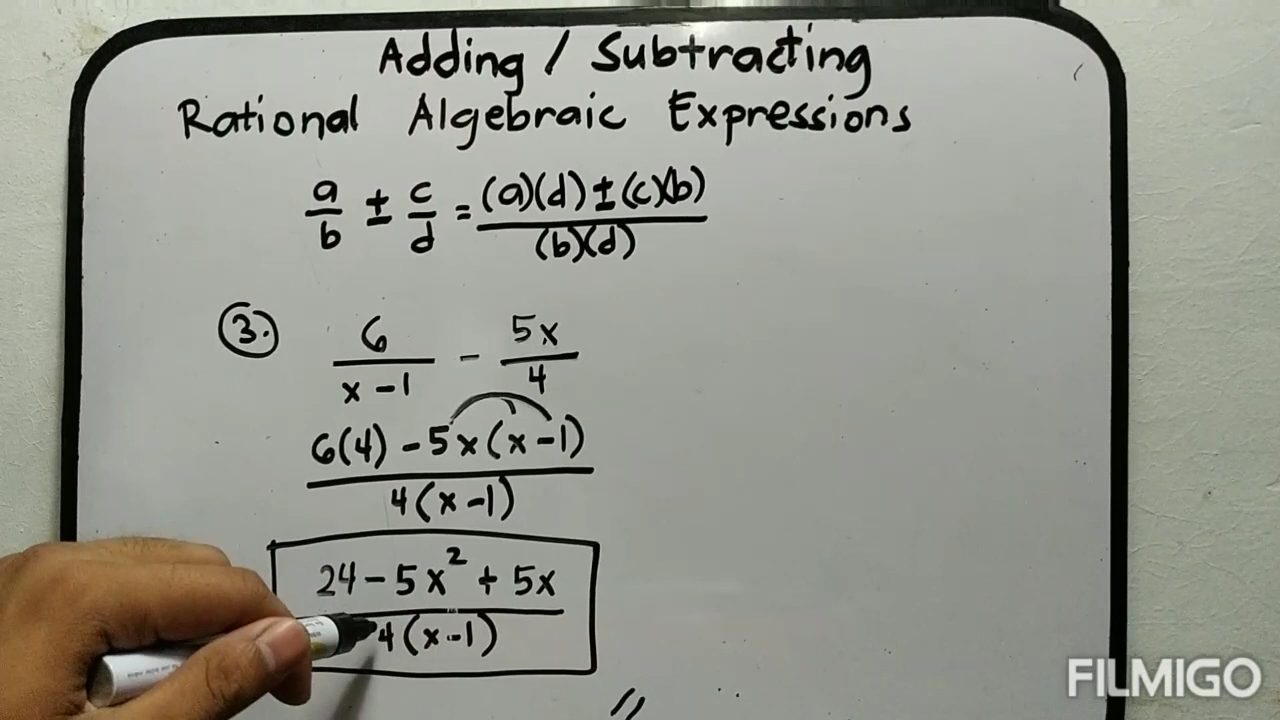 Adding / Subtracting
Rational Algebraic Expressions
a/b ± c/d = (a)(d) ± (c)(b) / (b)(d)
3. 6/x-1 - 5x/4
6(4) - 5x(x-1) / 4(x-1)
24 - 5x² + 5x / 4(x-1)
FILMIGO